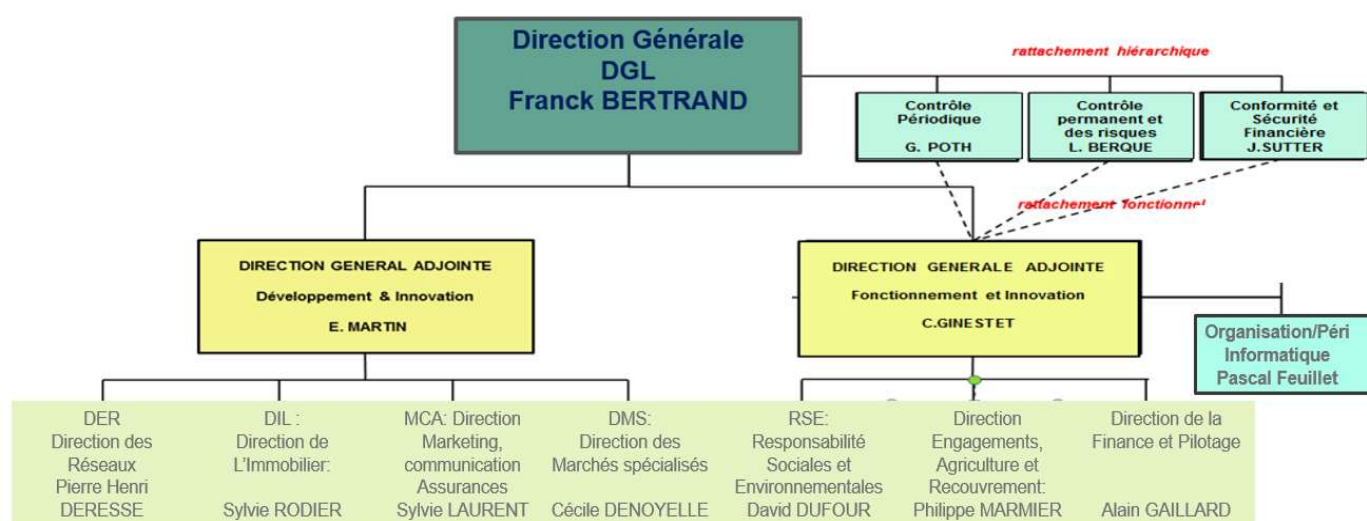 Direction Générale
DGL
Franck BERTRAND
rattachement hiérarchique
Contrôle
Périodique
G. POTH
Contrôle
permanent et
des risques
L. BERQUE
Conformité et
Sécurité
Financière
J.SUTTER
rattachement fonctionnel
DIRECTION GENERAL ADJOINTE
Développement & Innovation
E. MARTIN
DIRECTION GENERALE ADJOINTE
Fonctionnement et Innovation
C.GINESTET
Organisation/Péri
Informatique
Pascal Feuillet
DER
Direction des
Réseaux
Pierre Henri
DERESSE
DIL :
Direction de
L'Immobilier:
Sylvie RODIER
MCA: Direction
Marketing,
communication
Assurances
Sylvie LAURENT
DMS:
Direction des
Marchés spécialisés
Cécile DENOYELLE
RSE:
Responsabilité
Sociales et
Environnementales
David DUFOUR
Direction
Engagements,
Agriculture et
Recouvrement:
Philippe MARMIER
Direction de la
Finance et Pilotage
Alain GAILLARD